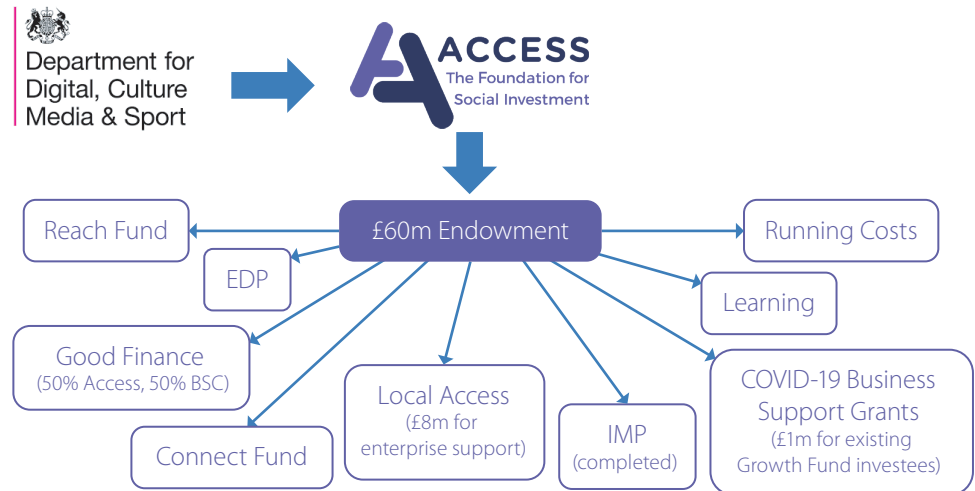 Department for
Digital, Culture
Media & Sport
ACCESS
The Foundation for
Social Investment
£60m Endowment
Reach Fund
Running Costs
EDP
Learning
Good Finance
(50% Access, 50% BSC)
Local Access
(£8m for
enterprise support)
COVID-19 Business
Support Grants
(£1m for existing
Growth Fund investees)
Connect Fund
IMP
(completed)